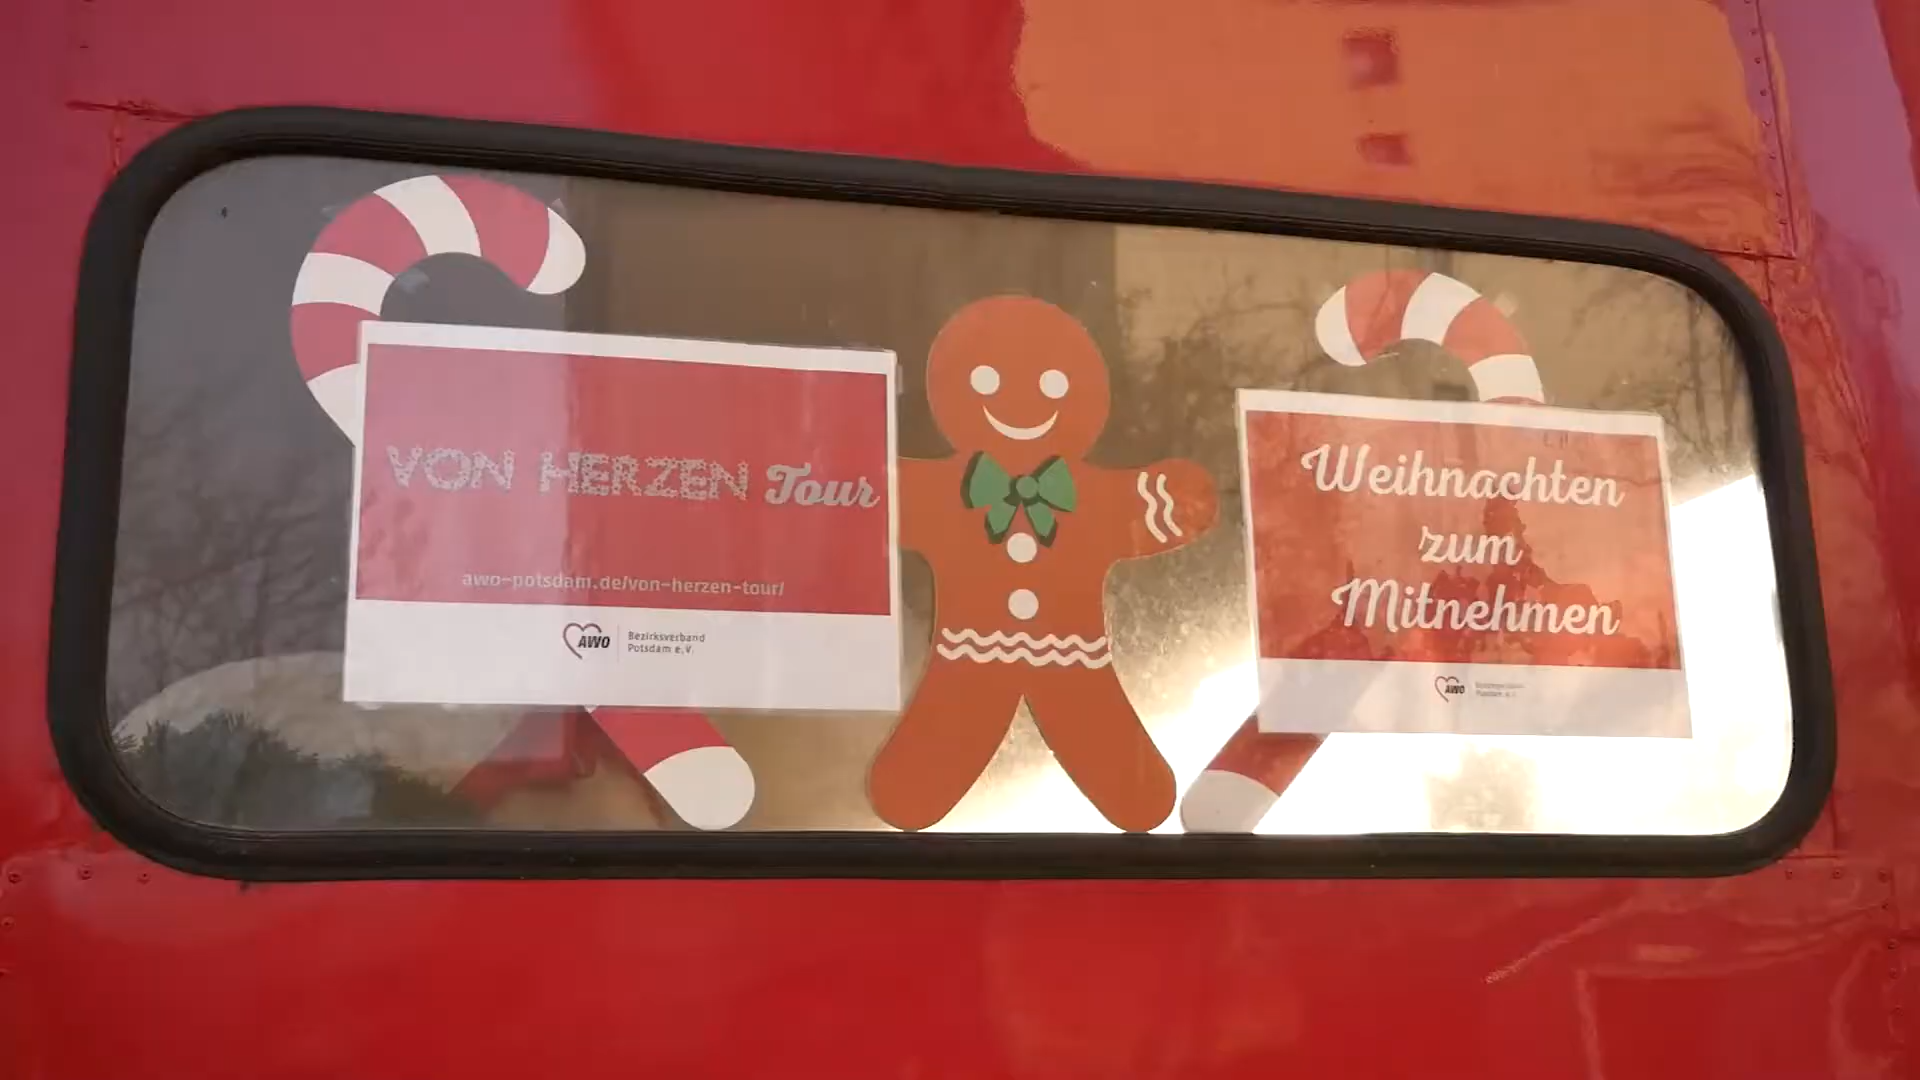 VON HERZEN Tour
awo-potsdam.de/von-herzen-tour/
AWO
Bezirksverband
Potsdam e.V.
Weihnachten
zum
Mitnehmen
AWO